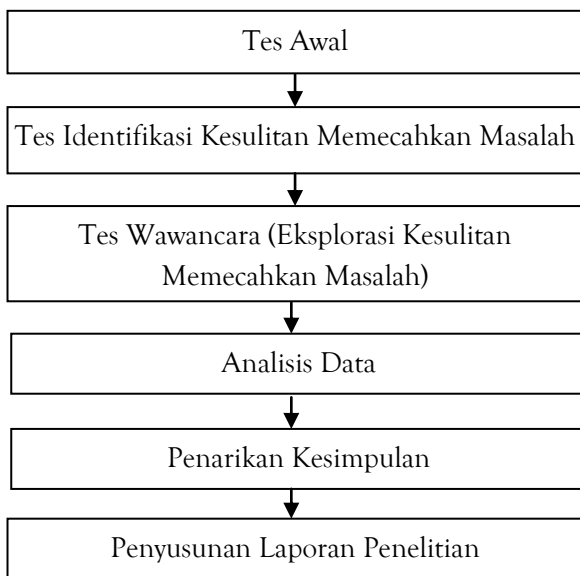 Tes Awal
Tes Identifikasi Kesulitan Memecahkan Masalah
Tes Wawancara (Eksplorasi Kesulitan
Memecahkan Masalah)
Analisis Data
Penarikan Kesimpulan
Penyusunan Laporan Penelitian